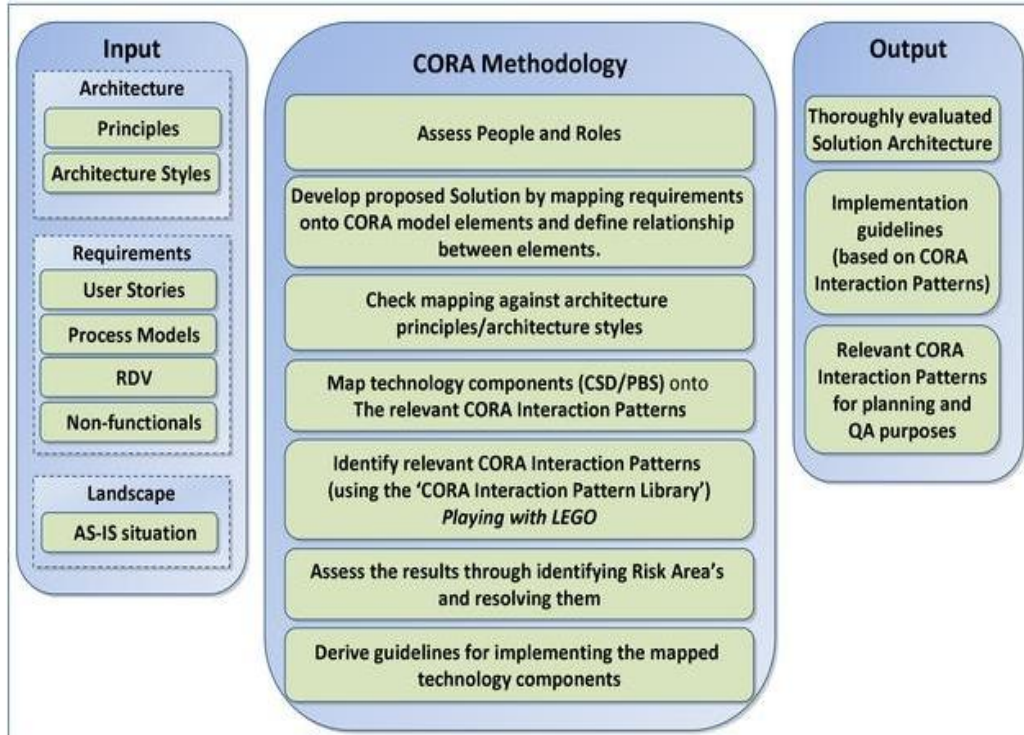 Input
Architecture
Principles
Architecture Styles
Requirements
User Stories
Process Models
RDV
Non-functionals
Landscape
AS-IS situation
CORA Methodology
Assess People and Roles
Develop proposed Solution by mapping requirements
onto CORA model elements and define relationship
between elements.
Check mapping against architecture
principles/architecture styles
Map technology components (CSD/PBS) onto
The relevant CORA Interaction Patterns
Identify relevant CORA Interaction Patterns
(using the ‘CORA Interaction Pattern Library’)
Playing with LEGO
Assess the results through identifying Risk Area’s
and resolving them
Derive guidelines for implementing the mapped
technology components
Output
Thoroughly evaluated
Solution Architecture
Implementation
guidelines
(based on CORA
Interaction Patterns)
Relevant CORA
Interaction Patterns
for planning and
QA purposes